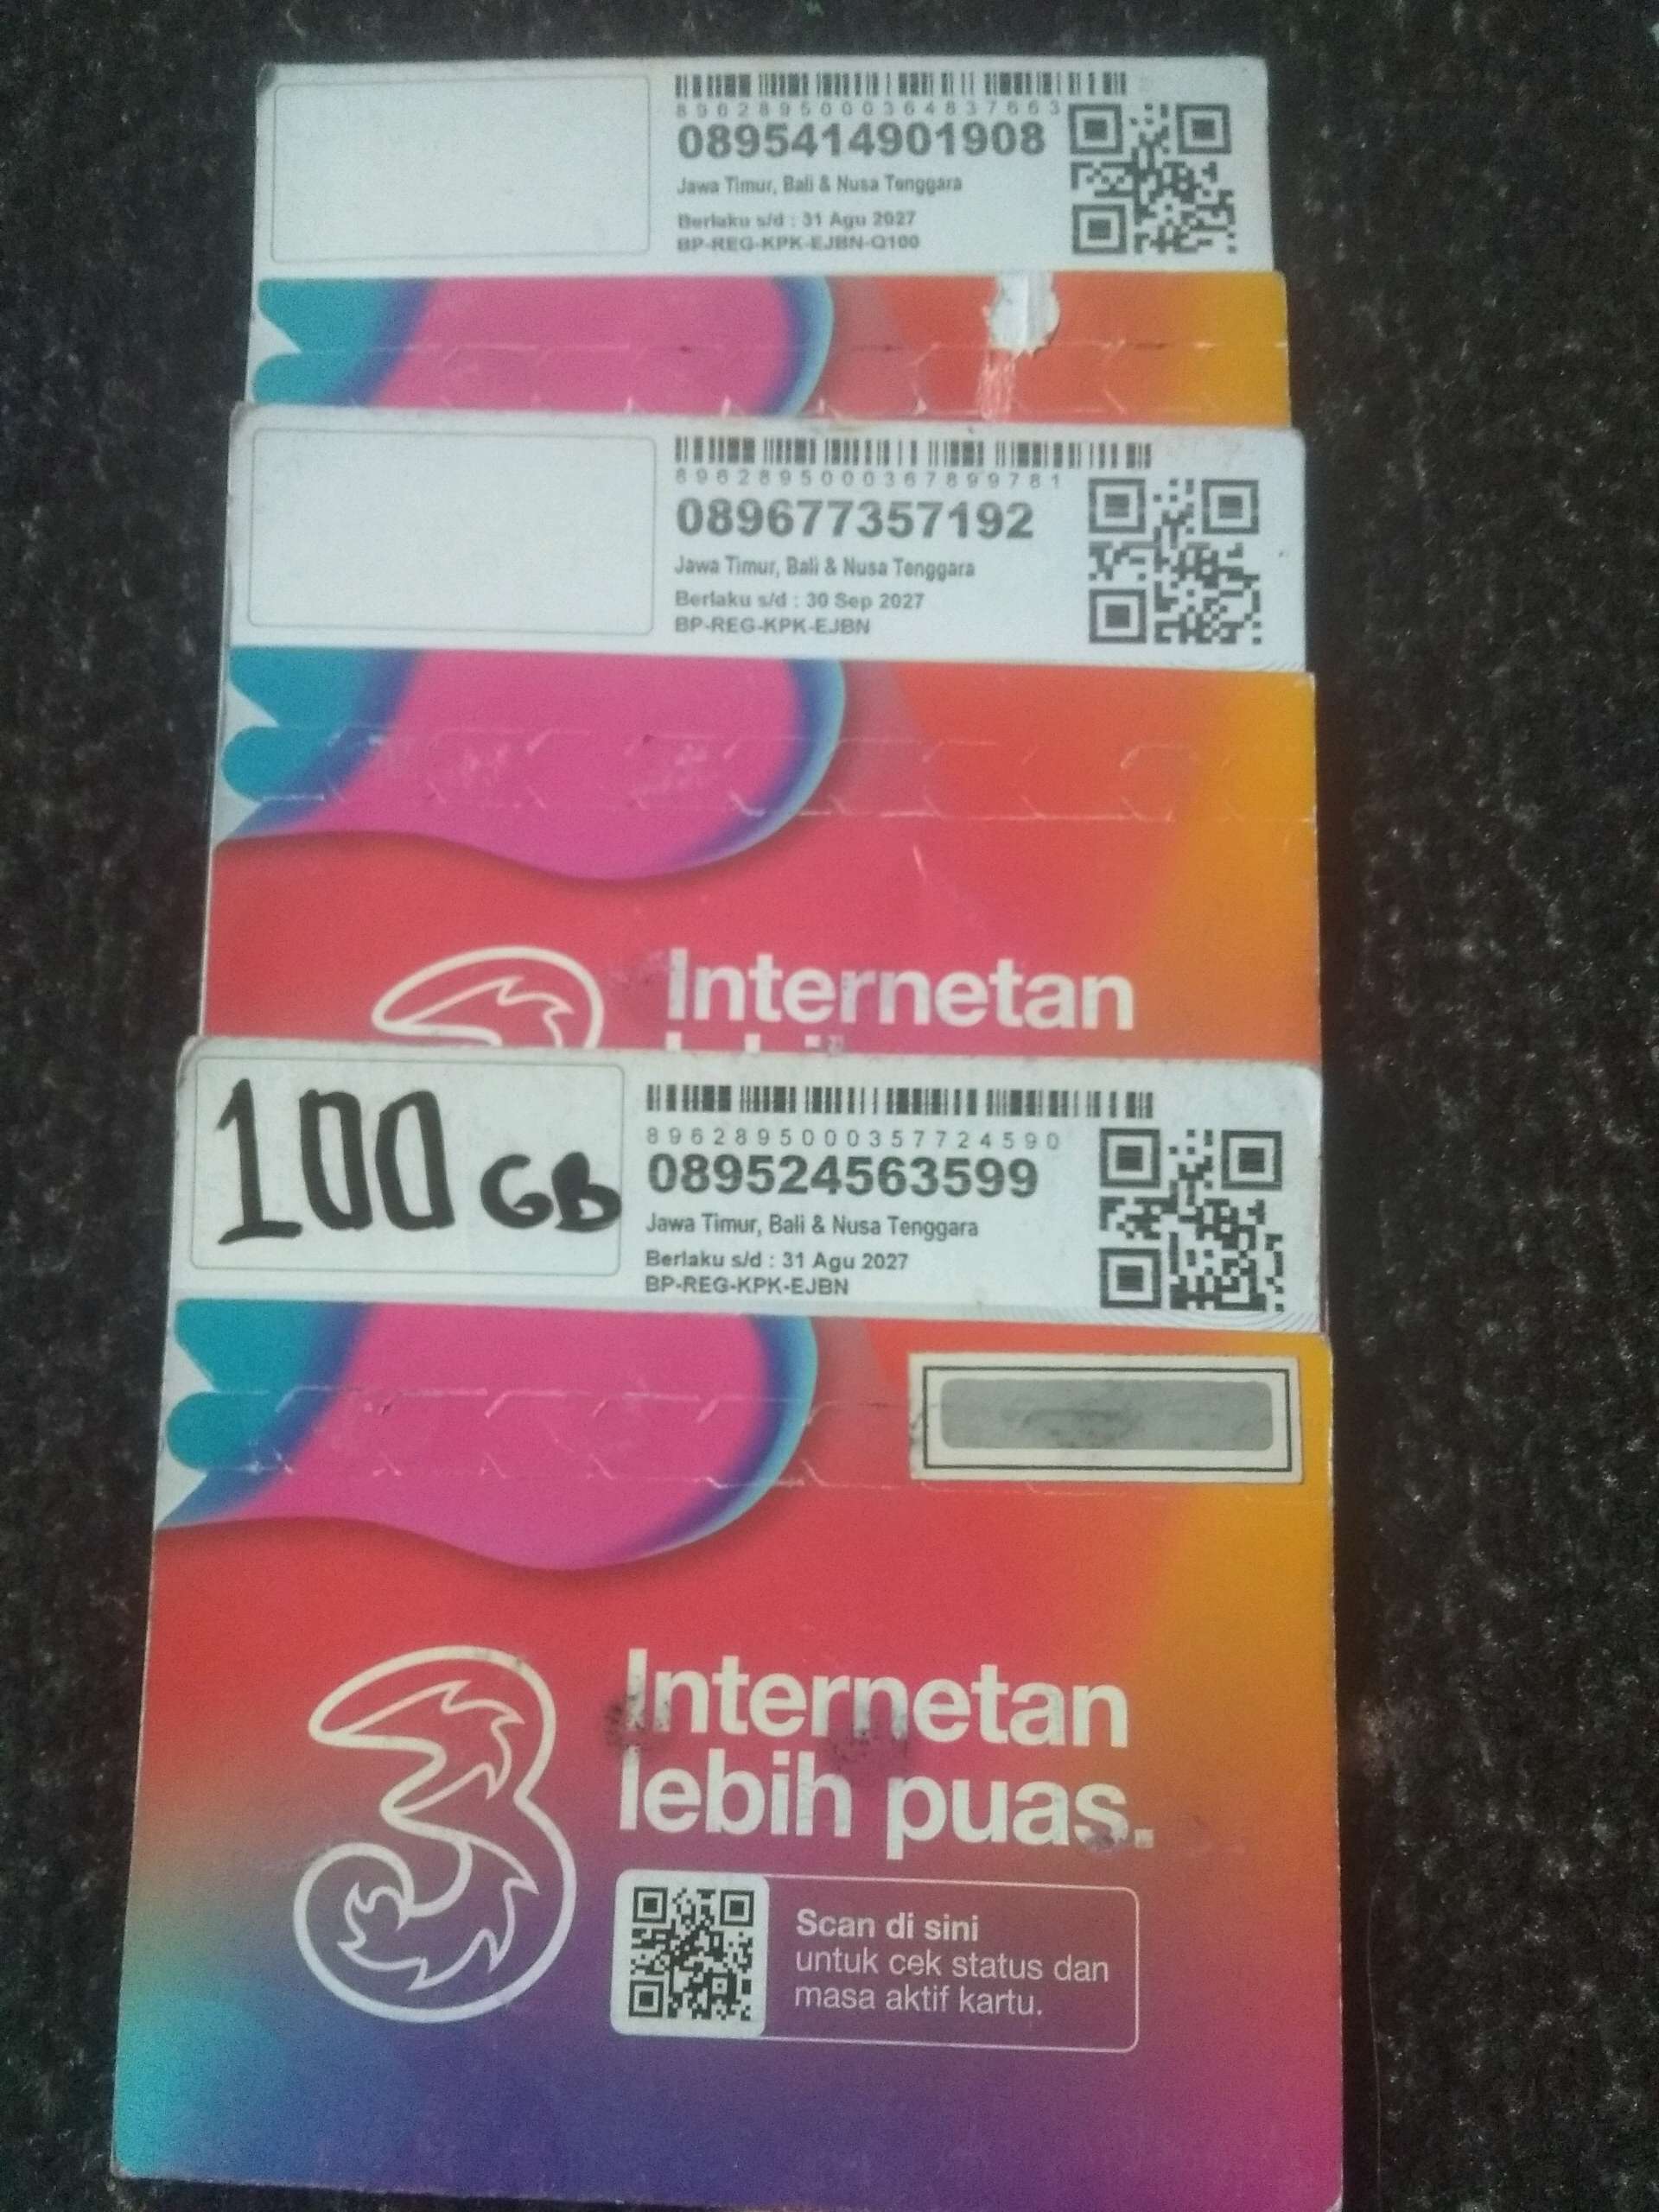 8962895000364837663
0895414901908
Jawa Timur, Bali & Nusa Tenggara
Berlaku s/d : 31 Agu 2027
BP-REG-KPK-EJBN-Q100
8962895000367899781
089677357192
Jawa Timur, Bali & Nusa Tenggara
Berlaku s/d : 30 Sep 2027
BP-REG-KPK-EJBN
Internetan
100 GB
8962895000357724590
089524563599
Jawa Timur, Bali & Nusa Tenggara
Berlaku s/d : 31 Agu 2027
BP-REG-KPK-EJBN
3
Internetan
lebih puas.
Scan di sini
untuk cek status dan
masa aktif kartu.